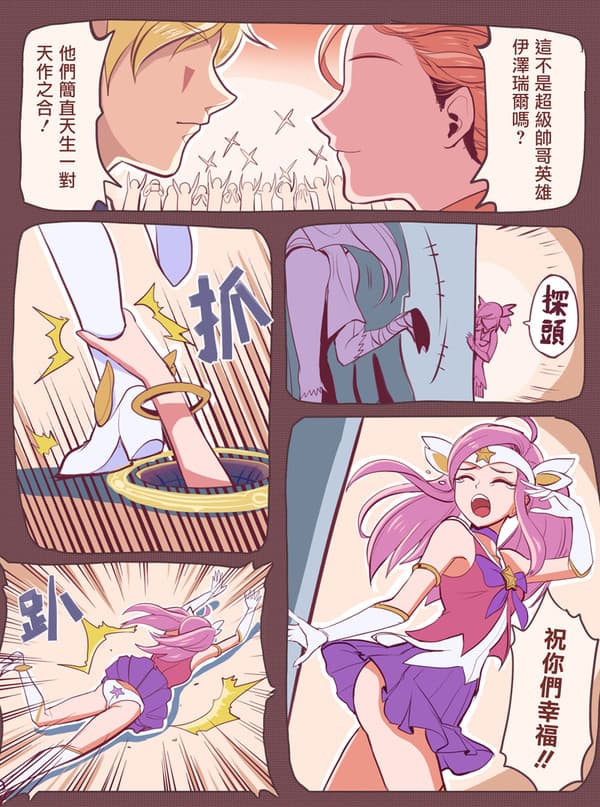 這不是超級帥哥英雄
伊澤瑞爾嗎？
他們簡直天生一對
天作之合！
探頭
祝你們幸福!!
抓
趴